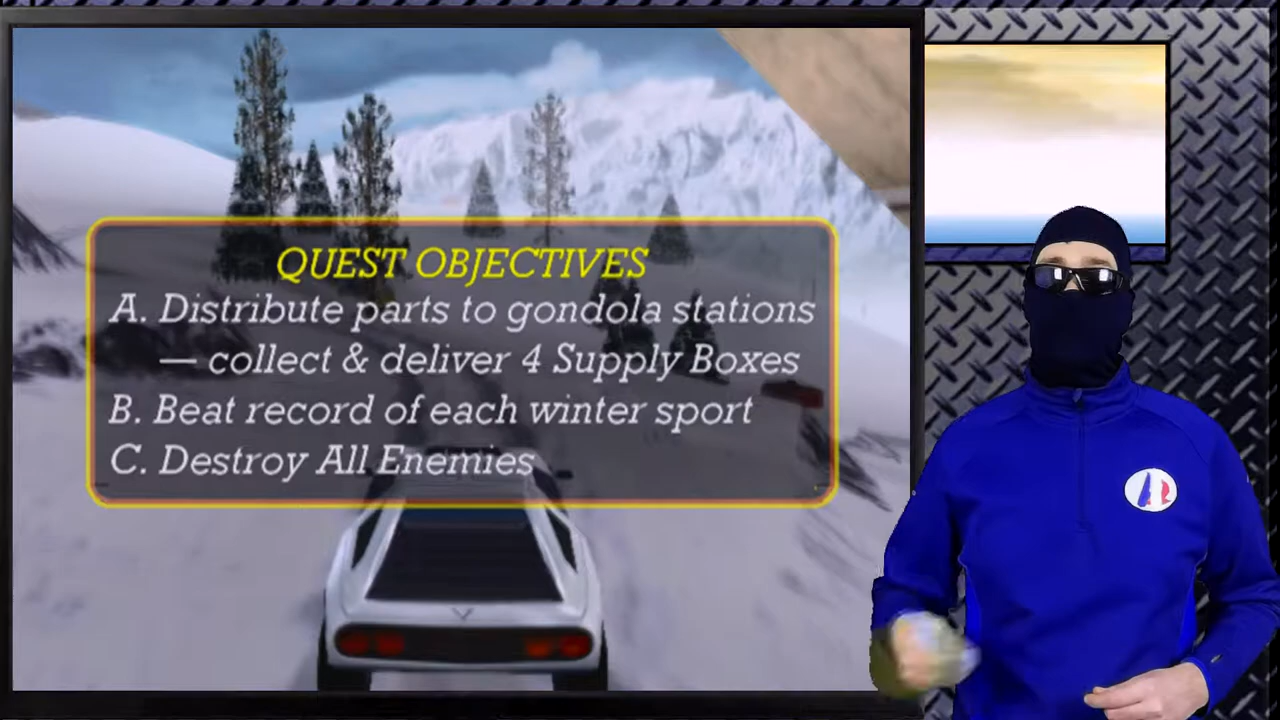 QUEST OBJECTIVES
A. Distribute parts to gondola stations
— collect & deliver 4 Supply Boxes
B. Beat record of each winter sport
C. Destroy All Enemies